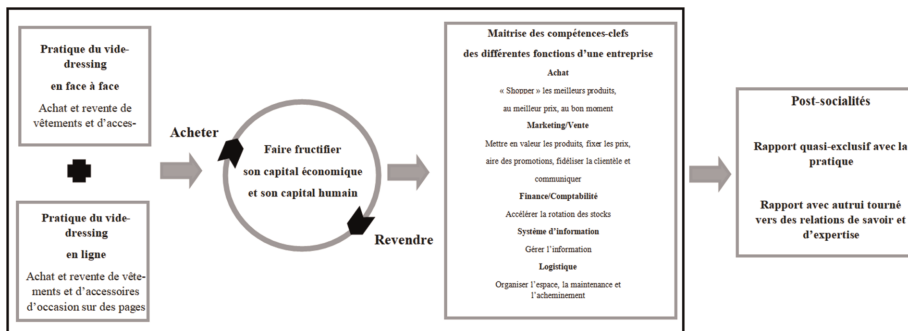 Pratique du vide-
dressing
en face à face
Achat et revente de
vêtements et d'acces-
Pratique du vide-
dressing
en ligne
Achat et revente de vête-
ments et d'accessoires
d'occasion sur des pages
Acheter
Faire fructifier
son capital économique
et son capital humain
Revendre
Maitrise des compétences-clefs
des différentes fonctions d'une entreprise
Achat
« Shopper » les meilleurs produits,
au meilleur prix, au bon moment
Marketing/Vente
Mettre en valeur les produits, fixer les prix,
aire des promotions, fidéliser la clientèle et
communiquer
Finance/Comptabilité
Accélérer la rotation des stocks
Système d'information
Gérer l'information
Logistique
Organiser l'espace, la maintenance et
l'acheminement
Post-socialités
Rapport quasi-exclusif avec la
pratique
Rapport avec autrui tourné
vers des relations de savoir et
d'expertise